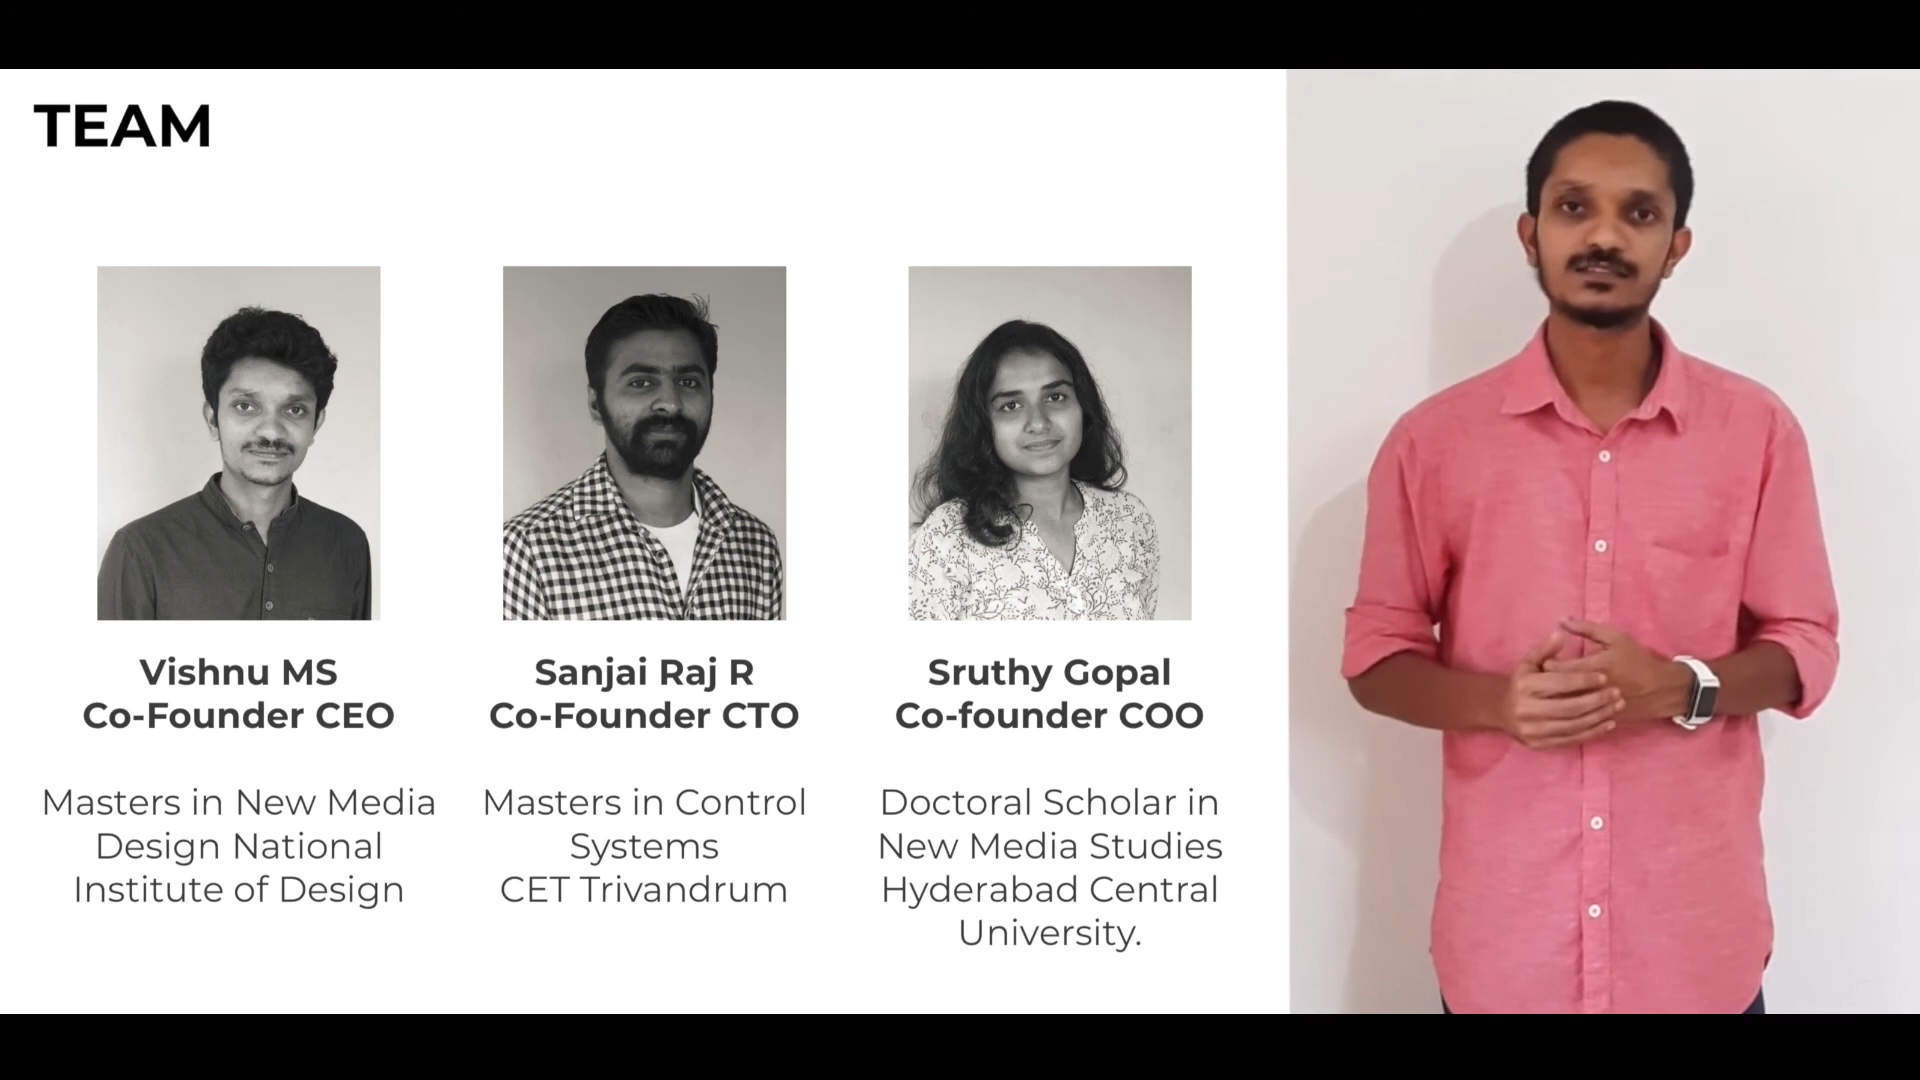 TEAM
Vishnu MS
Co-Founder CEO
Masters in New Media
Design National
Institute of Design
Sanjai Raj R
Co-Founder CTO
Masters in Control
Systems
CET Trivandrum
Sruthy Gopal
Co-founder COO
Doctoral Scholar in
New Media Studies
Hyderabad Central
University.